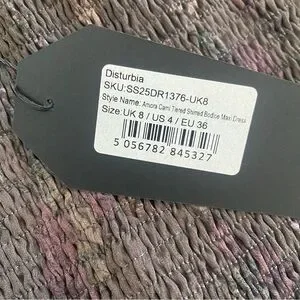 Disturbia
SKU:SS25DR1376-UK8
Style Name: Amora Cami Tiered Shirred Bodice Maxi Dress
Size:UK 8 / US 4 / EU 36
5 056782 845327